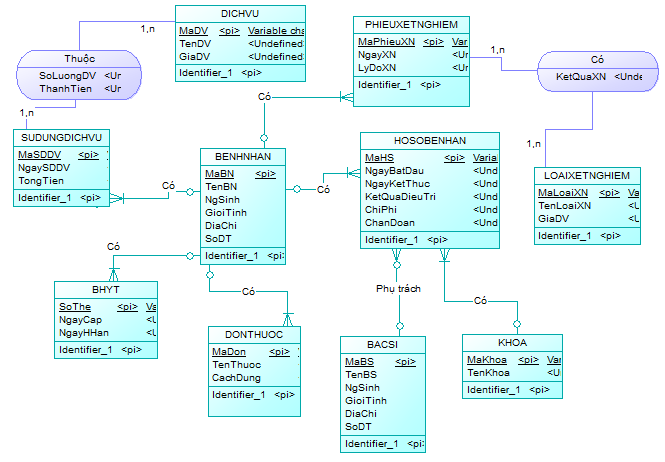 DICHVU
MaDV <pi> Variable cha
TenDV <Undefined>
GiaDV <Undefined>
Identifier_1 <pi>
1,n
Thuộc
SoLuongDV <Ur
ThanhTien <Ur
1,n
PHIEUXETNGHIEM
MaPhieuXN <pi> Var
NgayXN <Ur
LyDoXN <Ur
Identifier_1 <pi>
1,n
Có
KetQuaXN <Unde
1,n
Có
SUDUNGDICHVU
MaSDDV <pi>
NgaySDDV
TongTien
Identifier_1 <pi>
Có
BENHNHAN
MaBN <pi>
TenBN
NgSinh
GioiTinh
DiaChi
SoDT
Identifier_1 <pi>
Có
HOSOBENHAN
MaHS <pi> Varia
NgayBatDau <Und
NgayKetThuc <Und
KetQuaDieuTri <Und
ChiPhi <Und
ChanDoan <Und
Identifier_1 <pi>
LOAIXETNGHIEM
MaLoaiXN <pi> Va
TenLoaiXN <U
GiaDV <U
Identifier_1 <pi>
Có
BHYT
SoThe <pi> Va
NgayCap <U
NgayHHan <U
Identifier_1 <pi>
Có
DONTHUOC
MaDon <pi>
TenThuoc
CachDung
Identifier_1 <pi>
Phụ trách
BACSI
MaBS <pi>
TenBS
NgSinh
GioiTinh
DiaChi
SoDT
Identifier_1 <pi>
Có
KHOA
MaKhoa <pi> Var
TenKhoa <Ur
Identifier_1 <pi>